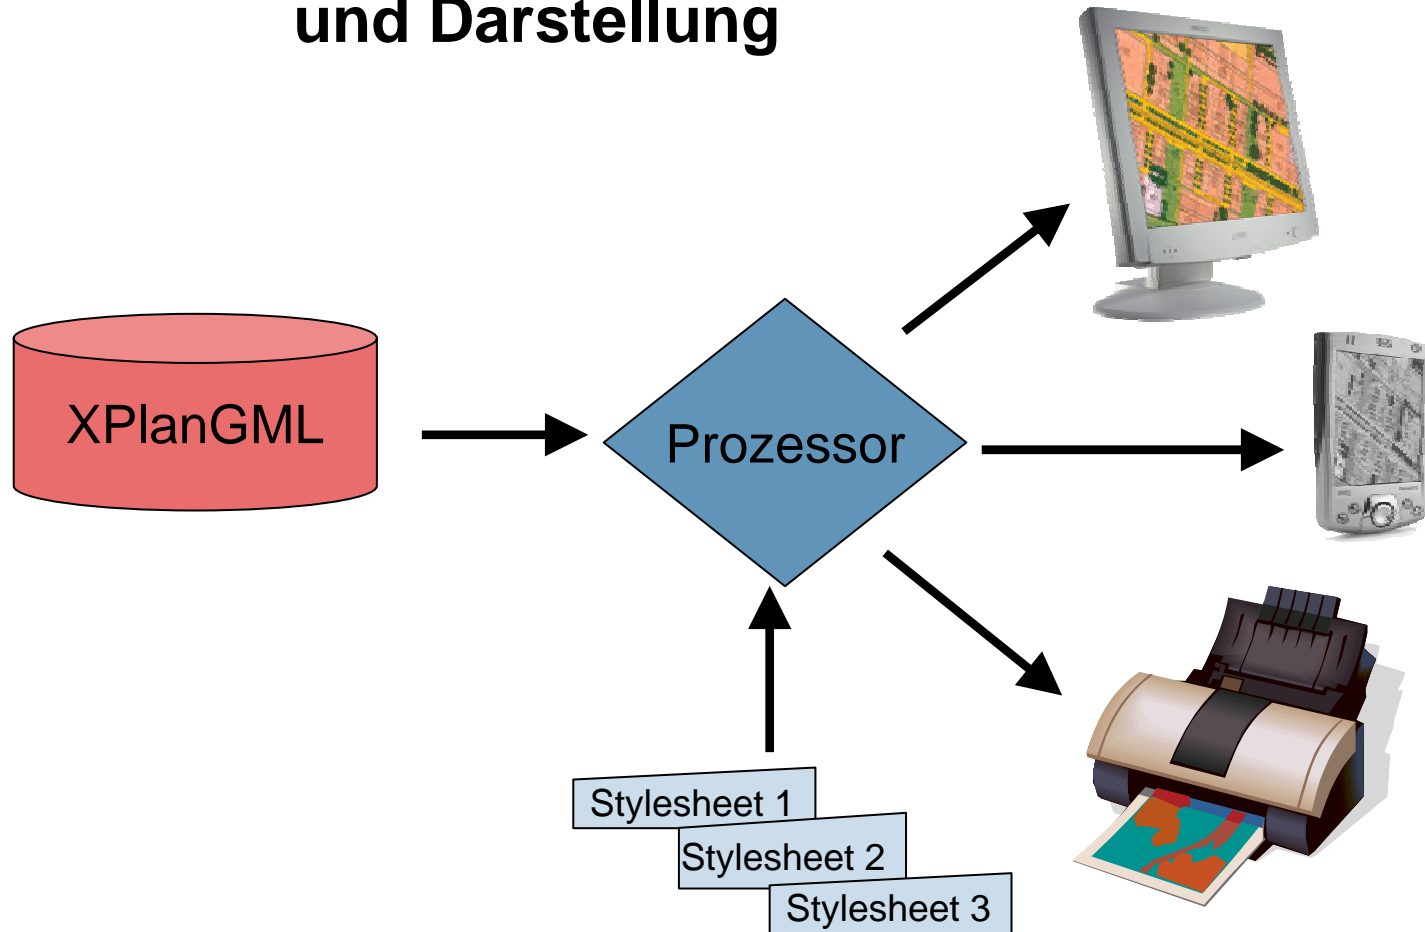 und Darstellung
XPlanGML
Prozessor
Stylesheet 1
Stylesheet 2
Stylesheet 3